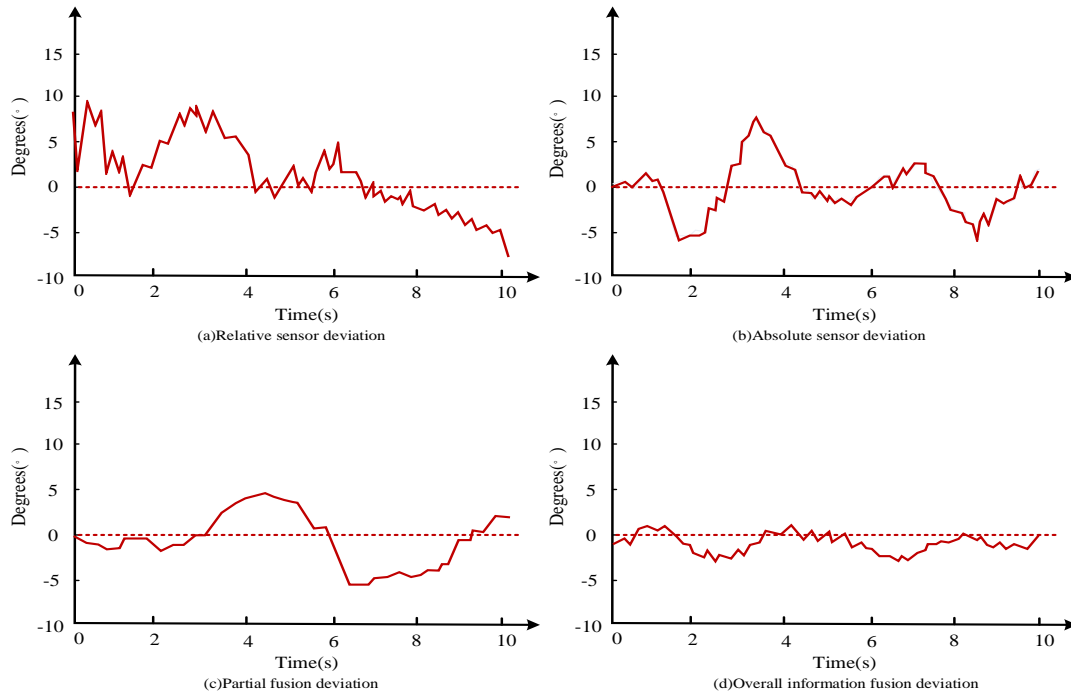 15
10
5
0
-5
-10
Degrees(°)
0 2 4 6 8 10
Time(s)
(a)Relative sensor deviation
15
10
5
0
-5
-10
Degrees(°)
0 2 4 6 8 10
Time(s)
(b)Absolute sensor deviation
15
10
5
0
-5
-10
Degrees(°)
0 2 4 6 8 10
Time(s)
(c)Partial fusion deviation
15
10
5
0
-5
-10
Degrees(°)
0 2 4 6 8 10
Time(s)
(d)Overall information fusion deviation